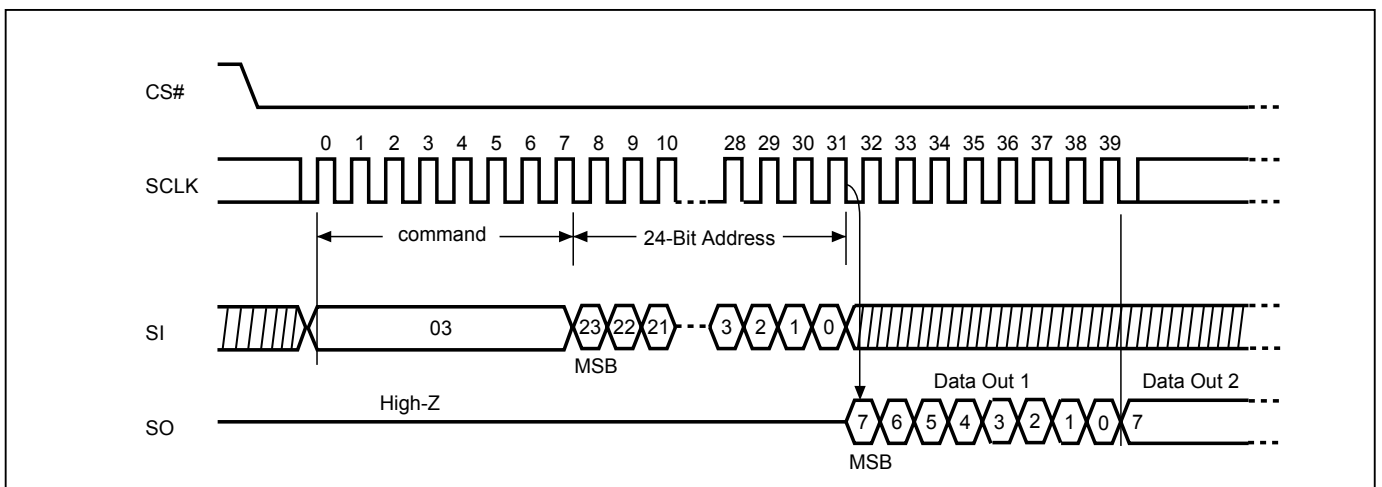 CS#
0 1 2 3 4 5 6 7 8 9 10 28 29 30 31 32 33 34 35 36 37 38 39
SCLK
command 24-Bit Address
SI 03 23 22 21 3 2 1 0
MSB
Data Out 1 Data Out 2
High-Z
SO 7 6 5 4 3 2 1 0 7
MSB